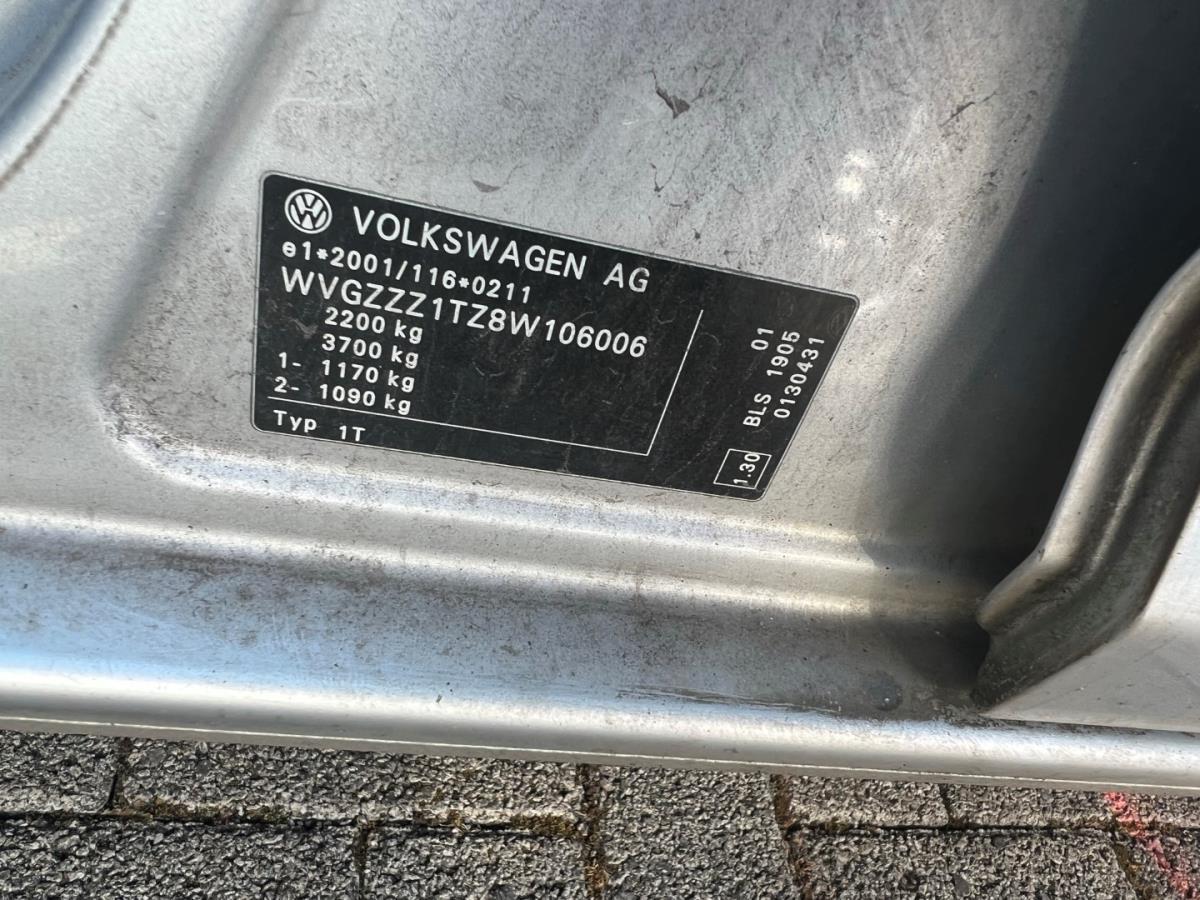 VOLKSWAGEN AG
e1*2001/116*0211
WVGZZZ1TZ8W106006
2200 kg
3700 kg
1- 1170 kg
2- 1090 kg
Typ 1T
01
BLS 1905
0130431
1.30